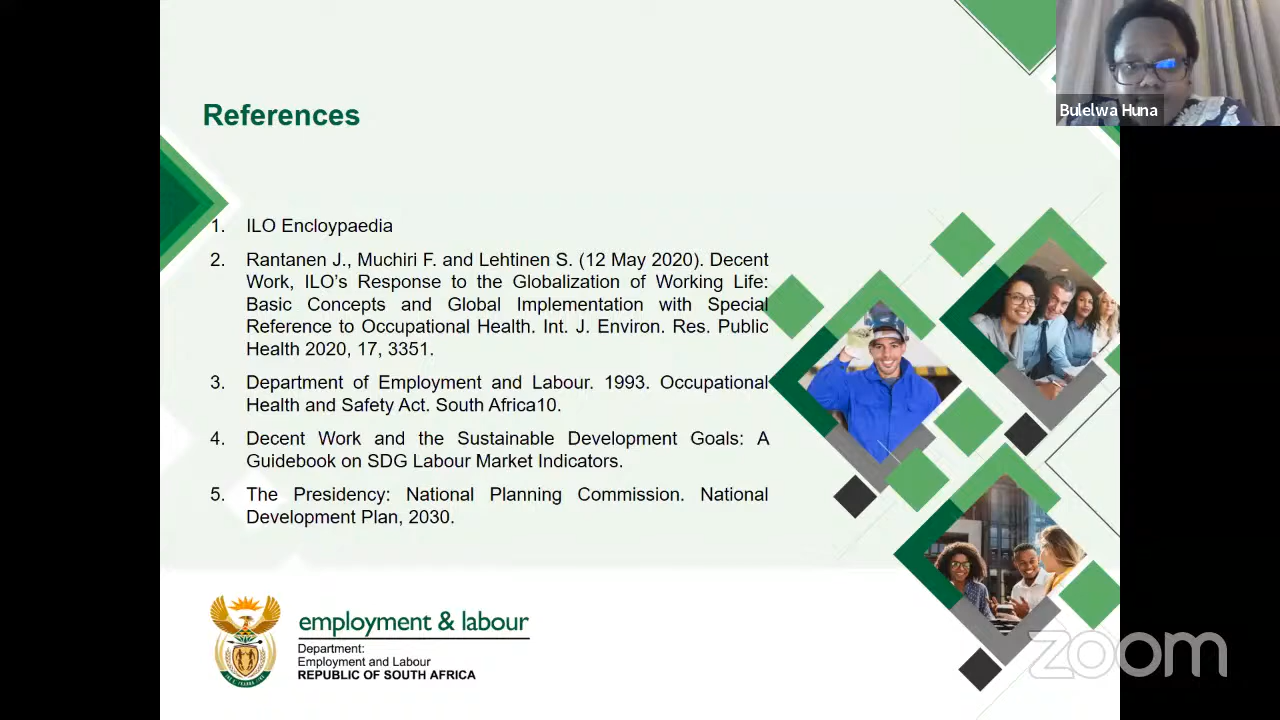 References
Bulelwa Huna
1. ILO Encloypaedia
2. Rantanen J., Muchiri F. and Lehtinen S. (12 May 2020). Decent
Work, ILO’s Response to the Globalization of Working Life:
Basic Concepts and Global Implementation with Special
Reference to Occupational Health. Int. J. Environ. Res. Public
Health 2020, 17, 3351.
3. Department of Employment and Labour. 1993. Occupational
Health and Safety Act. South Africa10.
4. Decent Work and the Sustainable Development Goals: A
Guidebook on SDG Labour Market Indicators.
5. The Presidency: National Planning Commission. National
Development Plan, 2030.
employment & labour
Department:
Employment and Labour
REPUBLIC OF SOUTH AFRICA
zoom